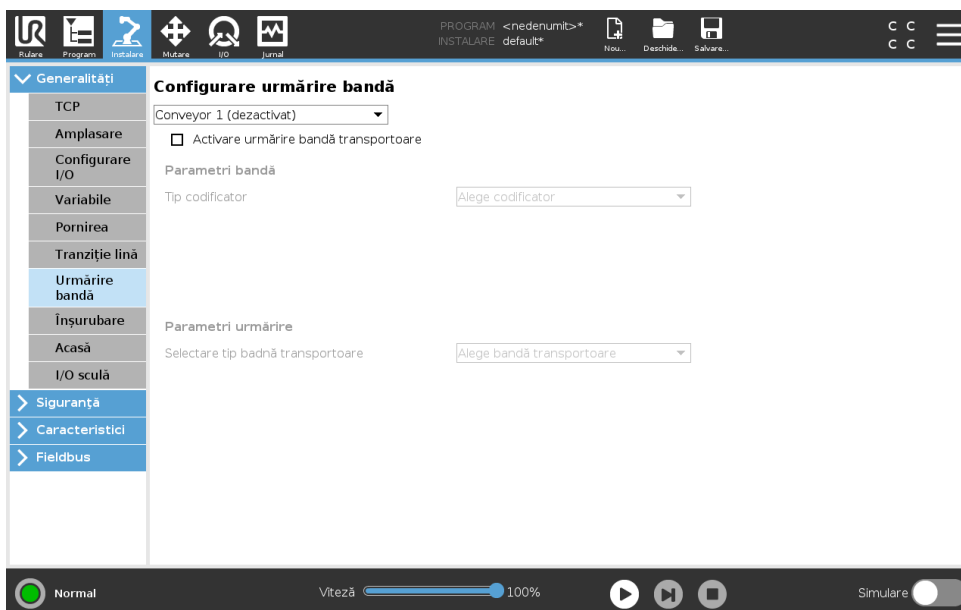 Rulare
Program
Instalare
Mutare
I/O
Jurnal
PROGRAM <nedenumit>*
INSTALARE default*
Nou...
Deschide...
Salvare...
C C
C C
Generalități
TCP
Amplasare
Configurare
I/O
Variabile
Pornirea
Tranziție lină
Urmărire
bandă
Înșurubare
Acasă
I/O sculă
Siguranță
Caracteristici
Fieldbus
Configurare urmărire bandă
Conveyor 1 (dezactivat)
Activare urmărire bandă transportoare
Parametri bandă
Tip codificator
Alege codificator
Parametri urmărire
Selectare tip badnă transportoare
Alege bandă transportoare
Normal
Viteză
100%
Simulare